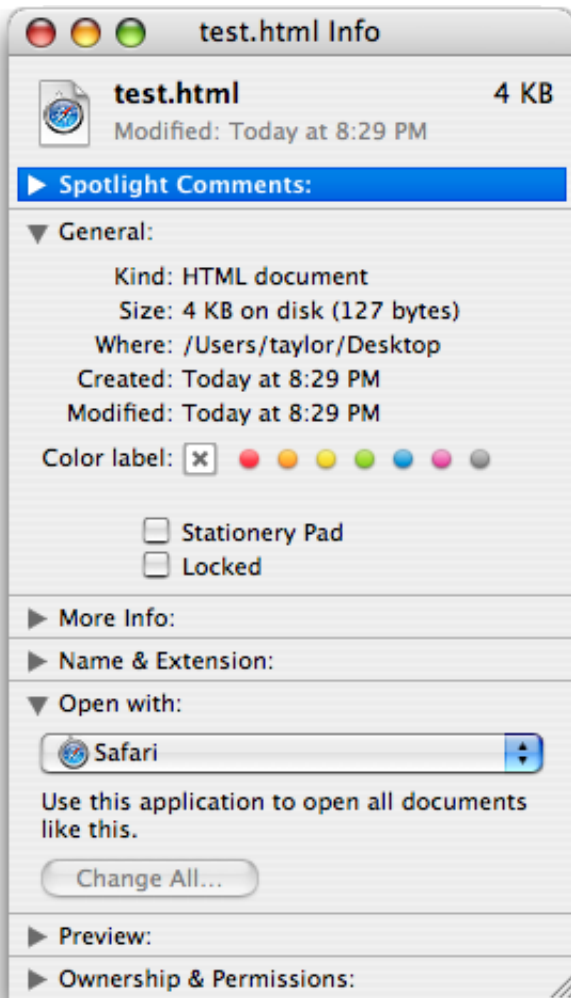 test.html Info
test.html 4 KB
Modified: Today at 8:29 PM
Spotlight Comments:
General:
Kind: HTML document
Size: 4 KB on disk (127 bytes)
Where: /Users/taylor/Desktop
Created: Today at 8:29 PM
Modified: Today at 8:29 PM
Color label:
Stationery Pad
Locked
More Info:
Name & Extension:
Open with:
Safari
Use this application to open all documents
like this.
Change All...
Preview:
Ownership & Permissions: